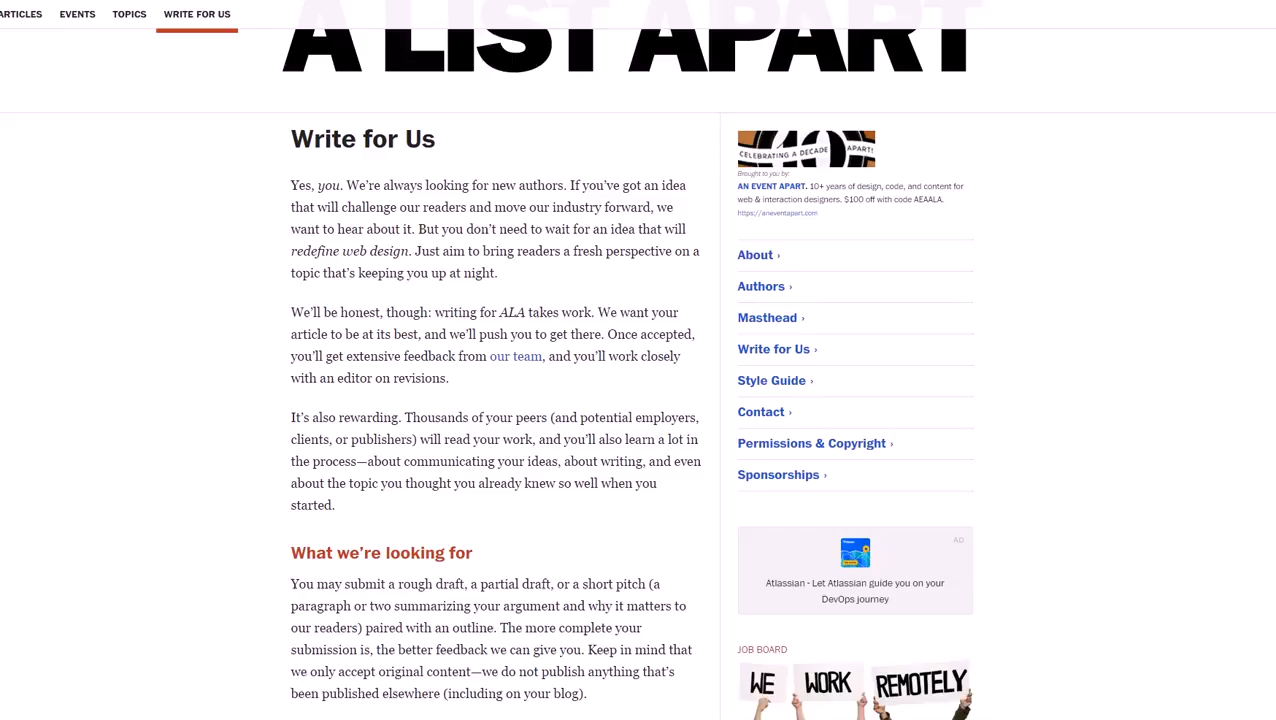 ARTICLES EVENTS TOPICS WRITE FOR US
A LIST APART
Write for Us
Yes, you. We’re always looking for new authors. If you’ve got an idea
that will challenge our readers and move our industry forward, we
want to hear about it. But you don’t need to wait for an idea that will
redefine web design. Just aim to bring readers a fresh perspective on a
topic that’s keeping you up at night.
We’ll be honest, though: writing for ALA takes work. We want your
article to be at its best, and we’ll push you to get there. Once accepted,
you’ll get extensive feedback from our team, and you’ll work closely
with an editor on revisions.
It’s also rewarding. Thousands of your peers (and potential employers,
clients, or publishers) will read your work, and you’ll also learn a lot in
the process—about communicating your ideas, about writing, and even
about the topic you thought you already knew so well when you
started.
What we’re looking for
You may submit a rough draft, a partial draft, or a short pitch (a
paragraph or two summarizing your argument and why it matters to
our readers) paired with an outline. The more complete your
submission is, the better feedback we can give you. Keep in mind that
we only accept original content—we do not publish anything that’s
been published elsewhere (including on your blog).
CELEBRATING A DECADE APART!
Brought to you by:
AN EVENT APART. 10+ years of design, code, and content for
web & interaction designers. $100 off with code AEAALA.
https://aneventapart.com
About ›
Authors ›
Masthead ›
Write for Us ›
Style Guide ›
Contact ›
Permissions & Copyright ›
Sponsorships ›
AD
Atlassian - Let Atlassian guide you on your
DevOps journey
JOB BOARD
WE WORK REMOTELY